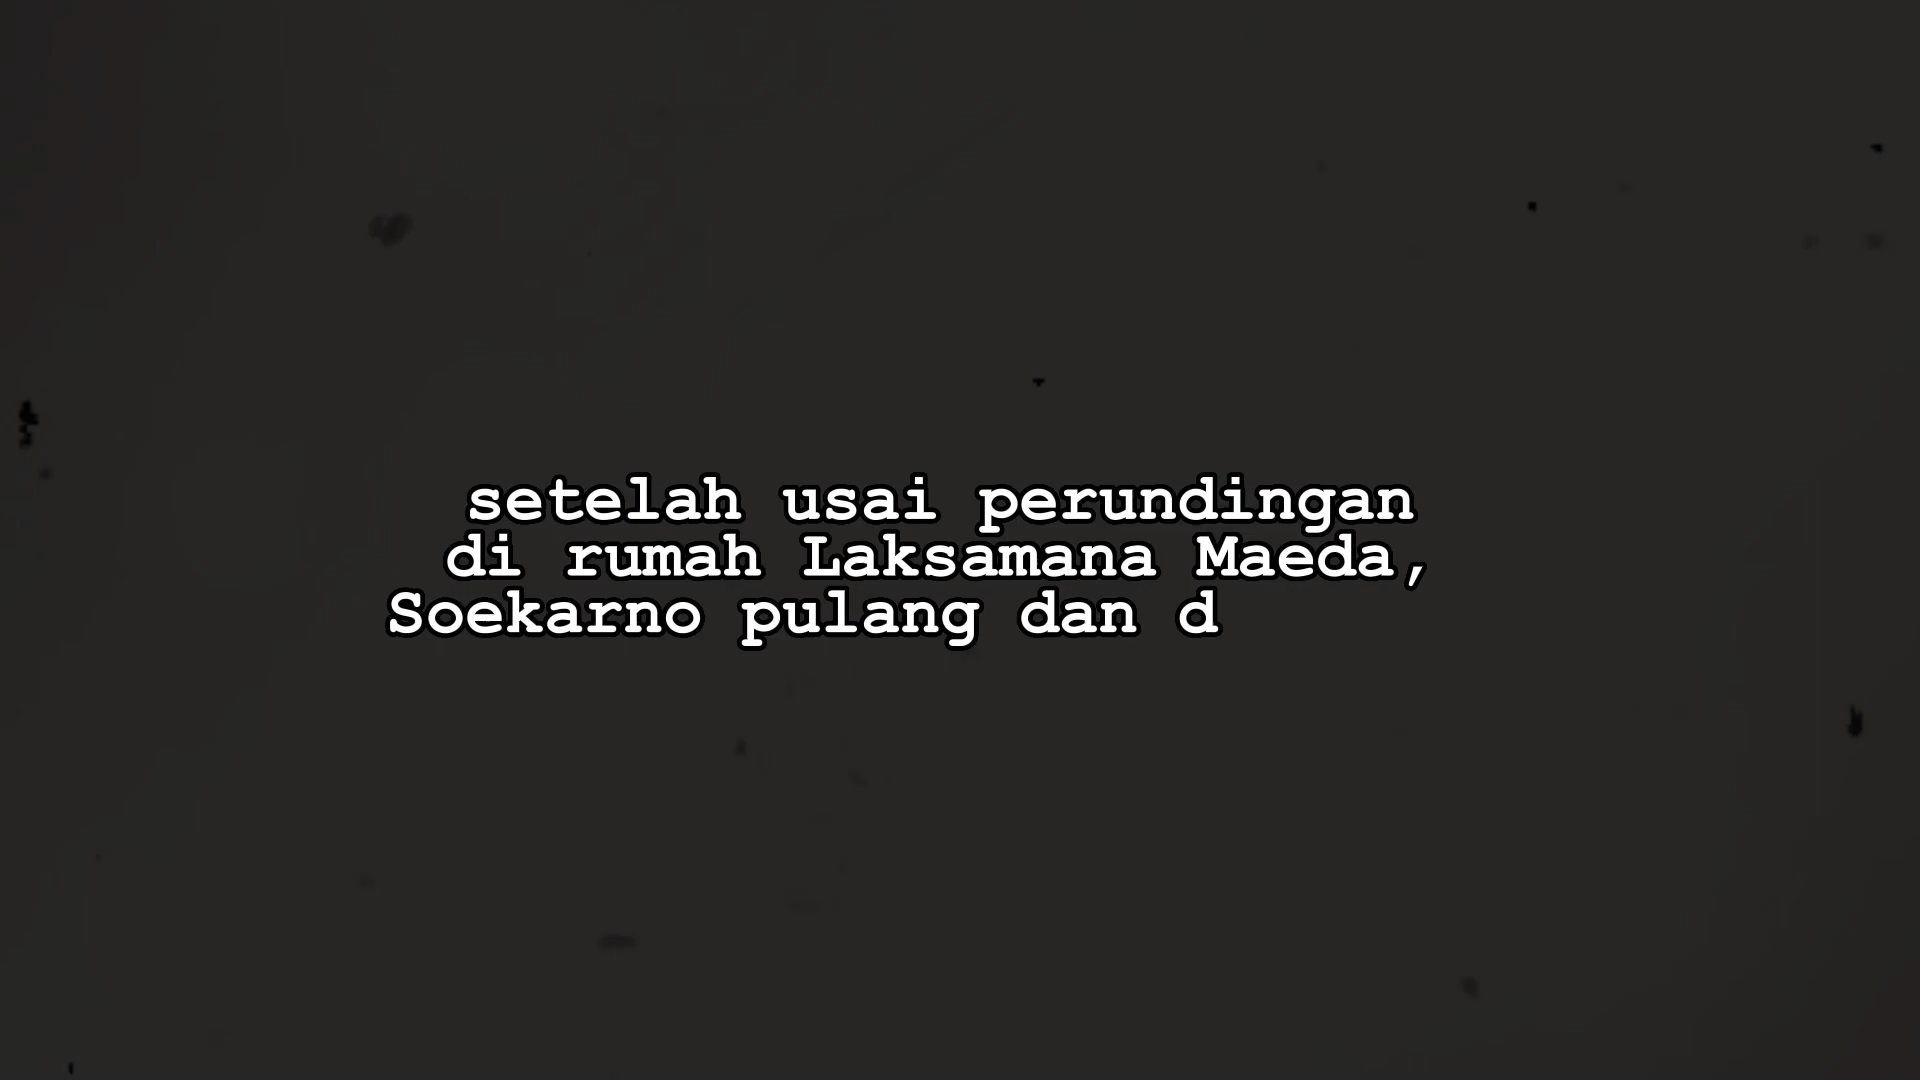 setelah usai perundingan
di rumah Laksamana Maeda,
Soekarno pulang dan d